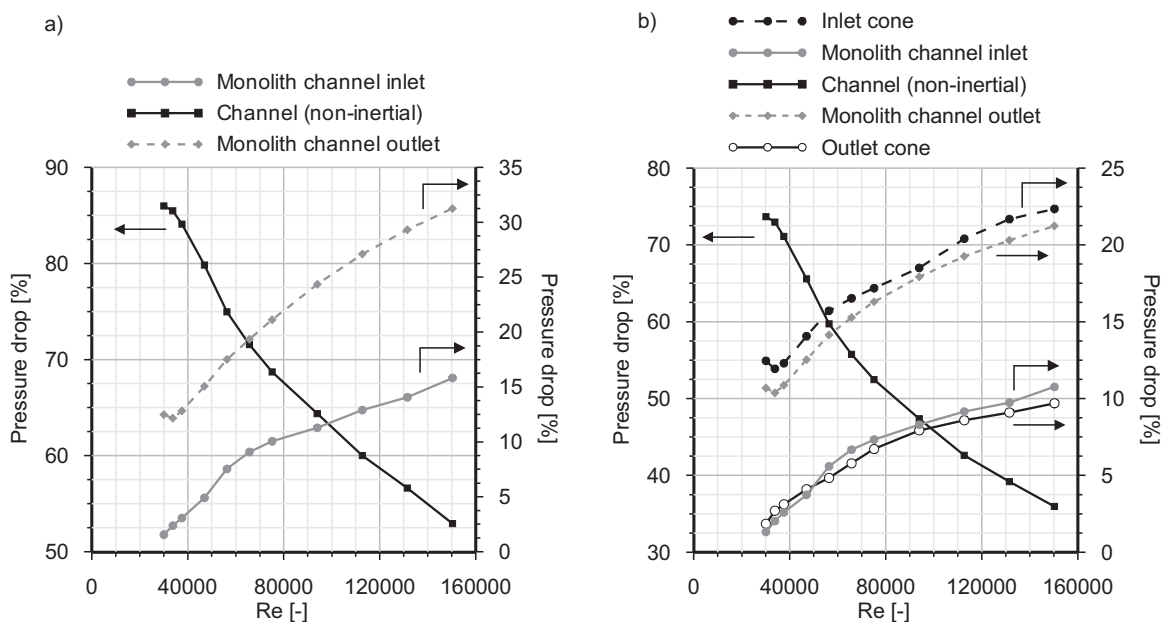 a)
Monolith channel inlet
Channel (non-inertial)
Monolith channel outlet
90
80
70
60
50
Pressure drop [%]
35
30
25
20
15
10
5
0
Pressure drop [%]
0 40000 80000 120000 160000
Re [-]
b)
Inlet cone
Monolith channel inlet
Channel (non-inertial)
Monolith channel outlet
Outlet cone
80
70
60
50
40
30
Pressure drop [%]
25
20
15
10
5
0
Pressure drop [%]
0 40000 80000 120000 160000
Re [-]